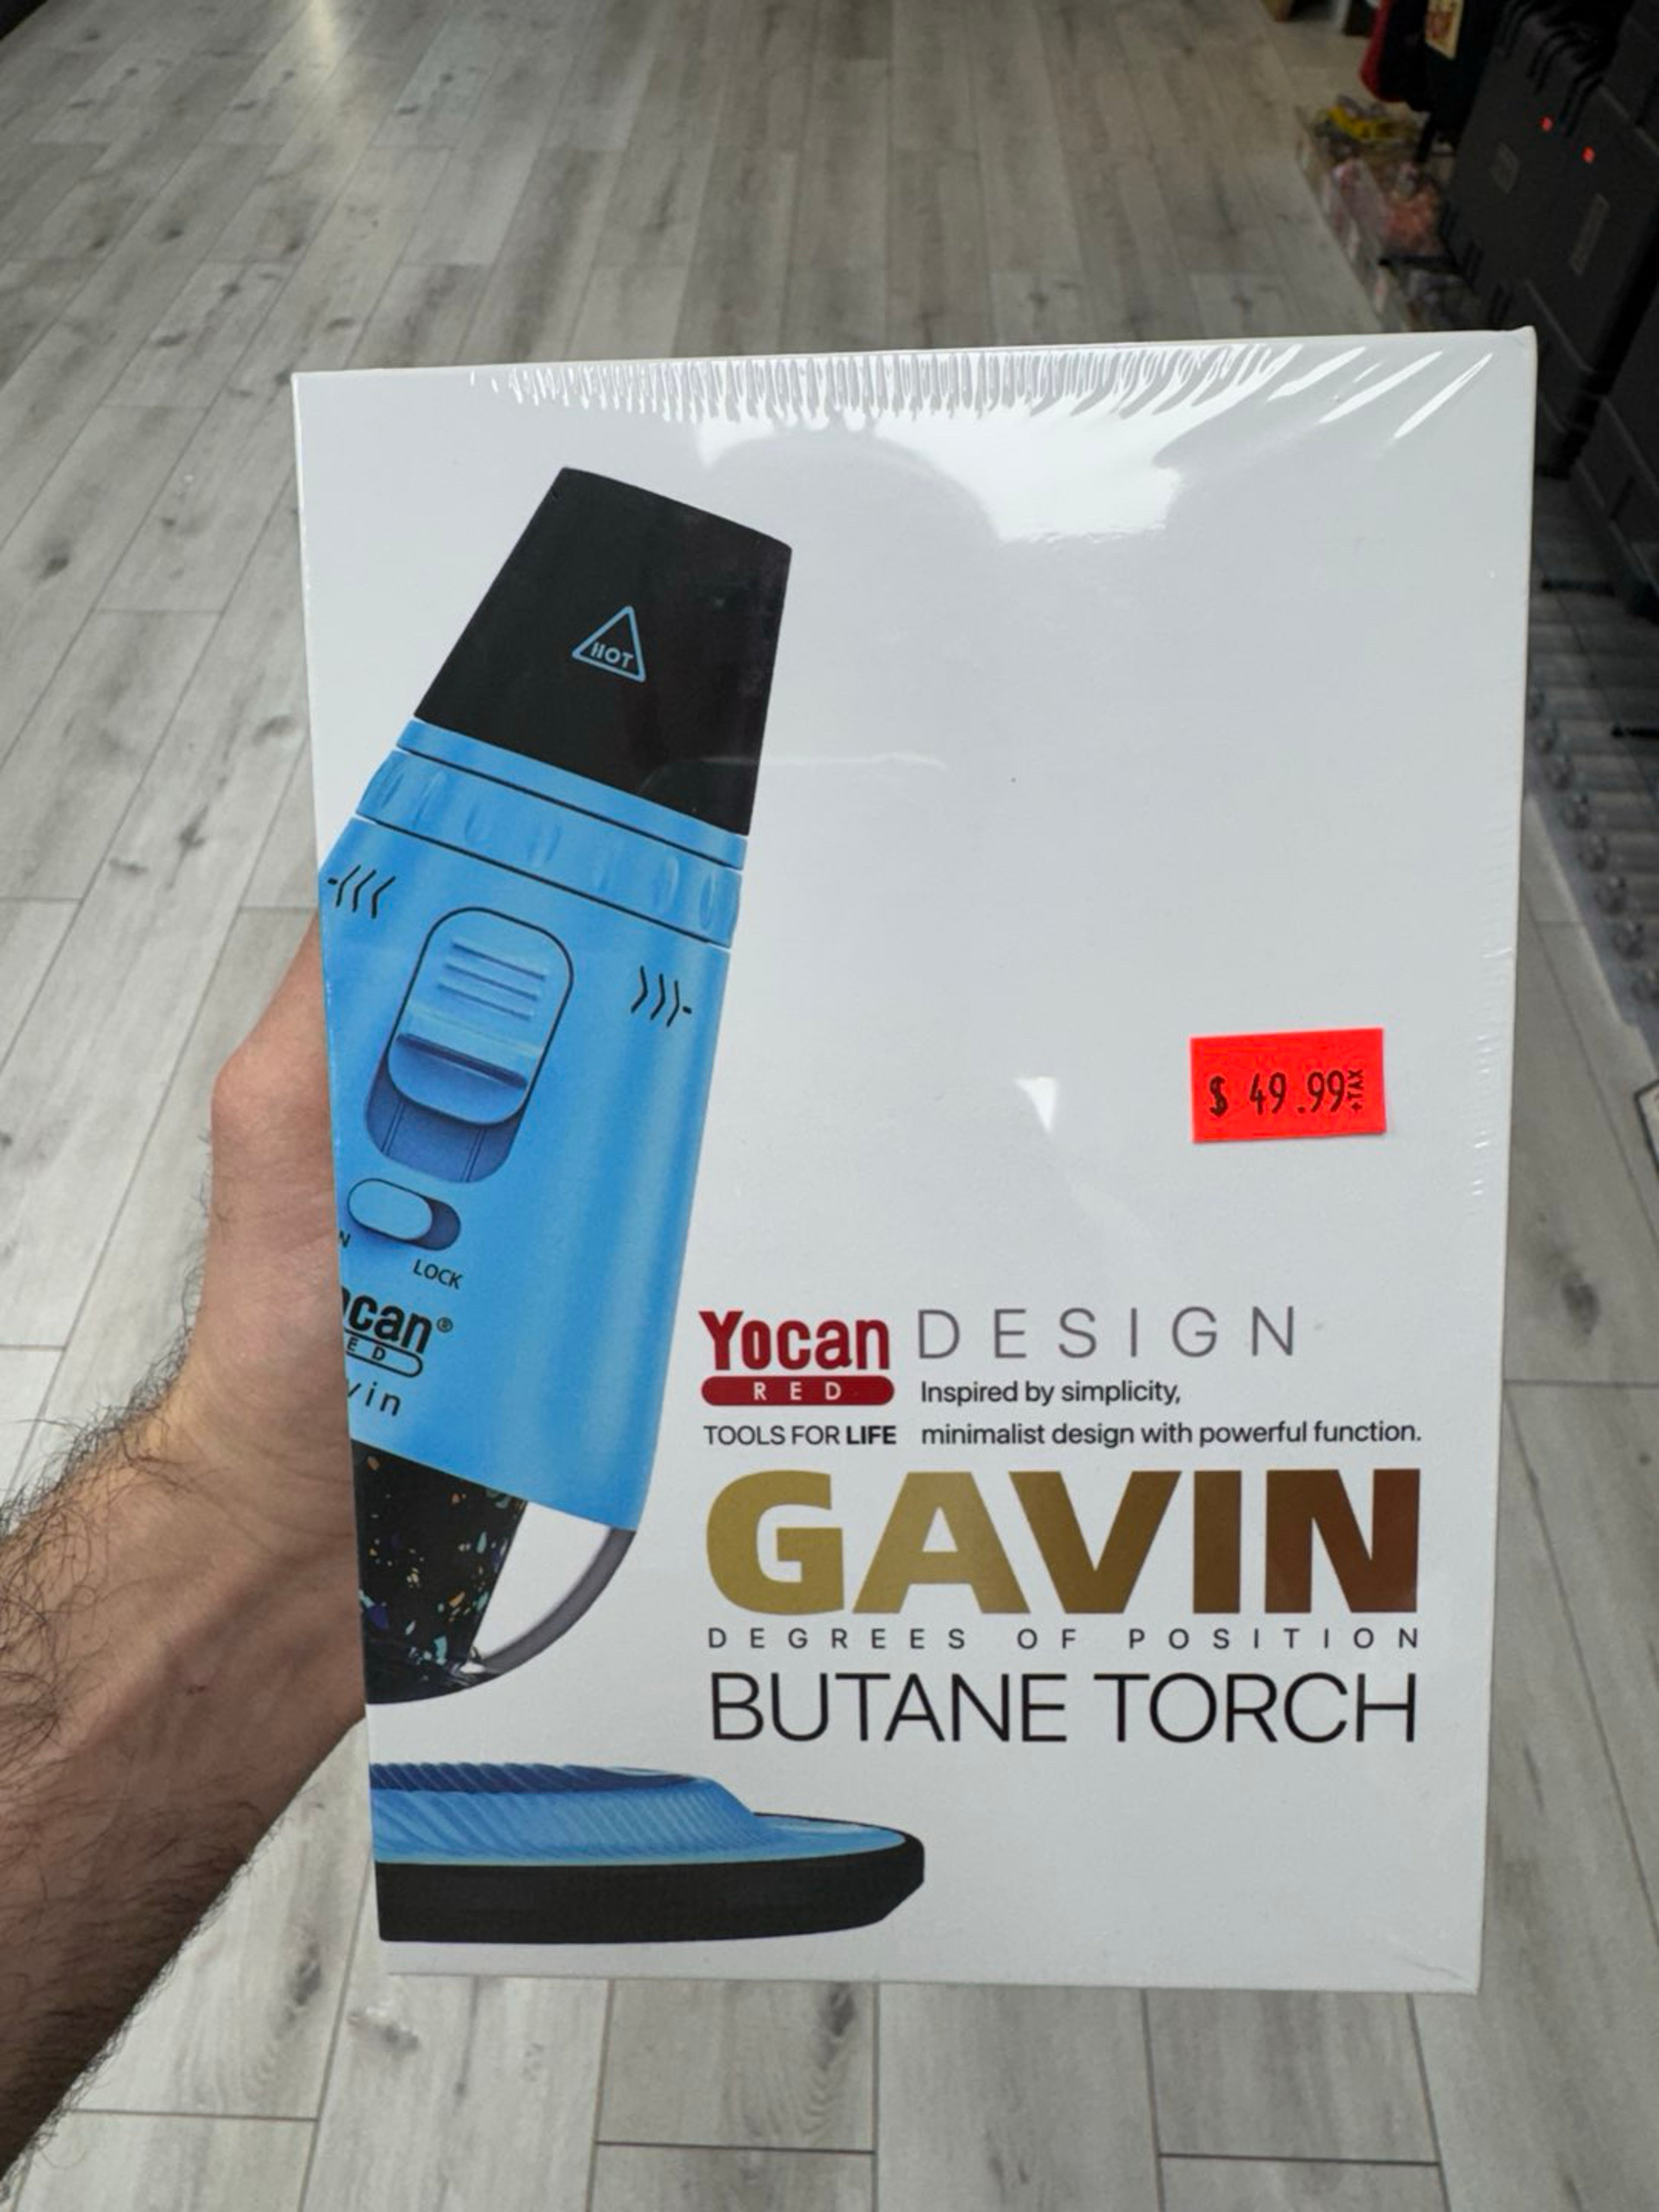 HOT
$ 49.99 +TAX
LOCK
Yocan DESIGN
RED
Inspired by simplicity,
TOOLS FOR LIFE minimalist design with powerful function.
GAVIN
DEGREES OF POSITION
BUTANE TORCH